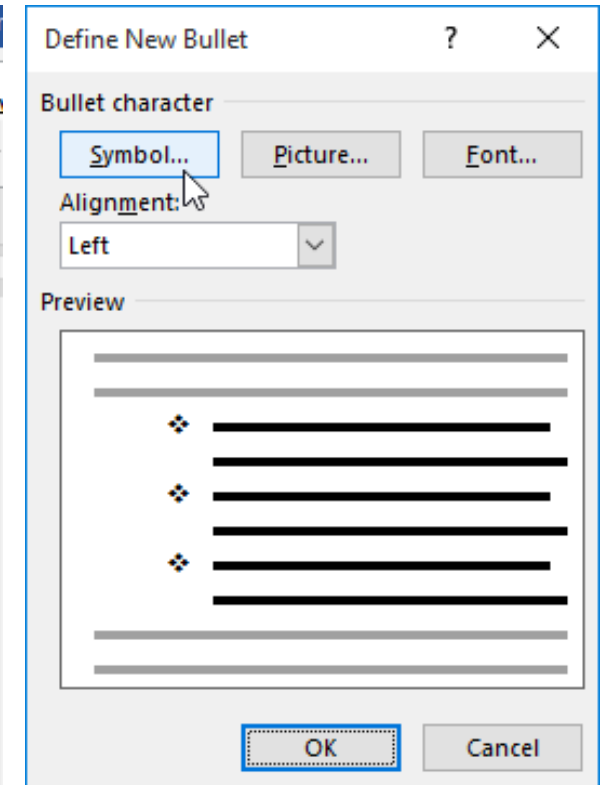 Define New Bullet ?
Bullet character
Symbol... Picture... Font...
Alignment:
Left
Preview
OK Cancel